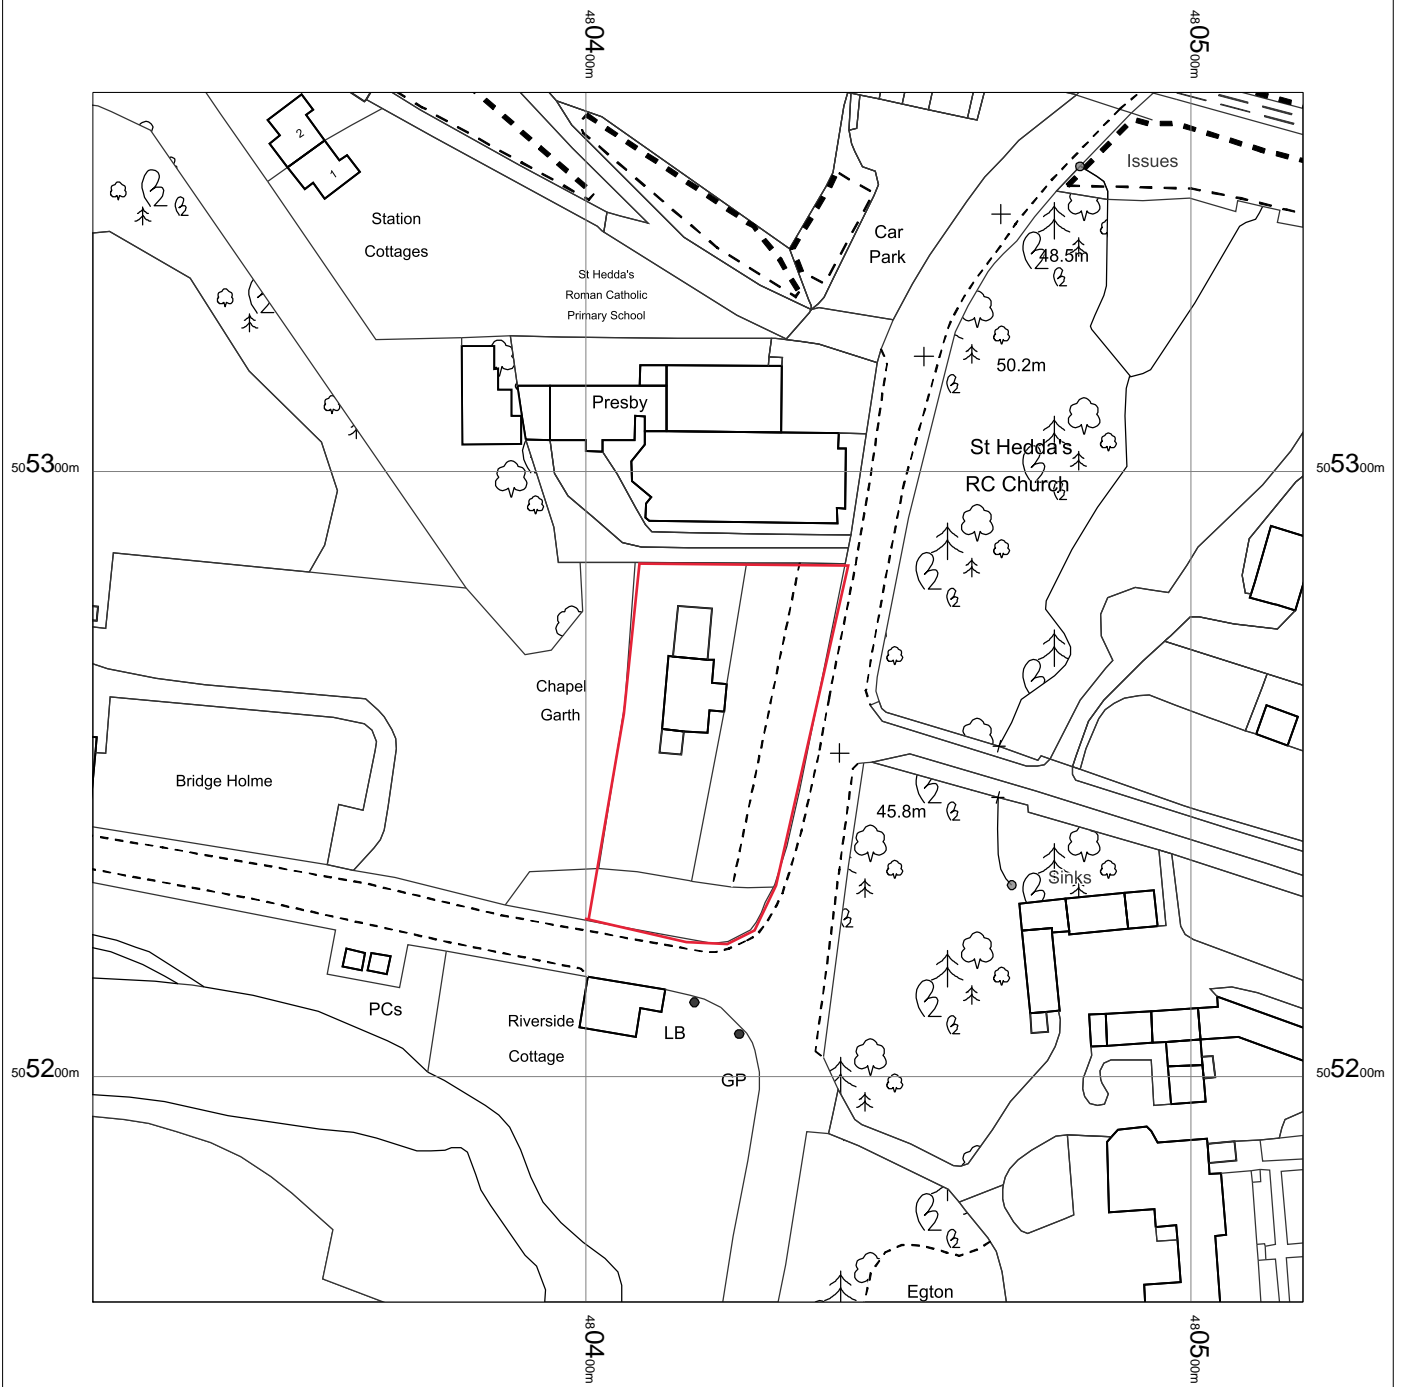 480400m
480500m
2
1
Issues
Station
Cottages
Car
Park
48.5m
St Hedda's
Roman Catholic
Primary School
50.2m
Presby
St Hedda's
RC Church
505300m
505300m
Chapel
Garth
Bridge Holme
45.8m
Sinks
PCs
Riverside
Cottage
LB
GP
505200m
505200m
Egton
480400m
480500m